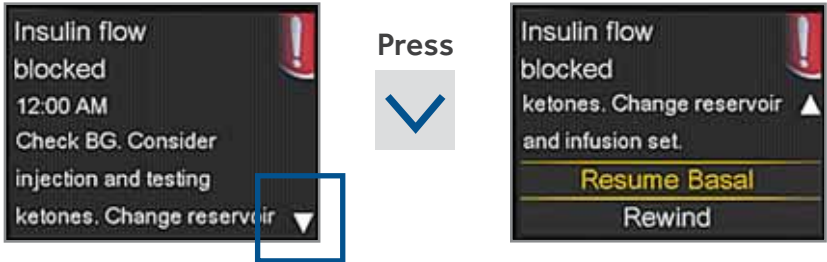 Insulin flow
blocked
12:00 AM
Check BG. Consider
injection and testing
ketones. Change reservoir
Press
Insulin flow
blocked
ketones. Change reservoir
and infusion set.
Resume Basal
Rewind